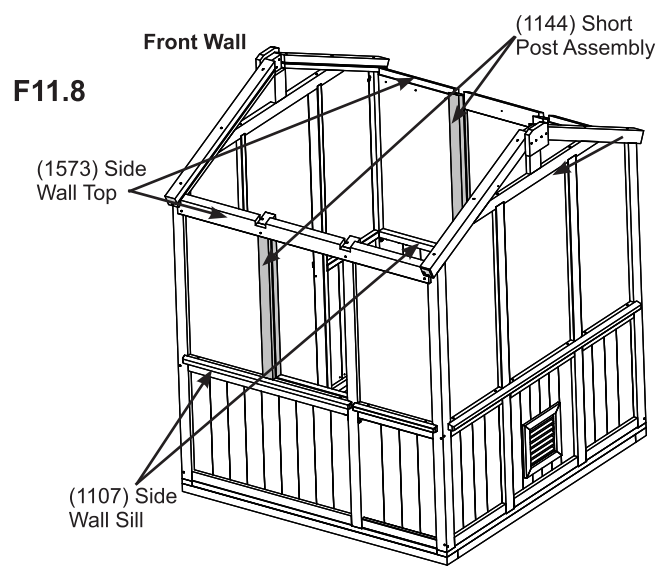 (1144) Short
Post Assembly
Front Wall
F11.8
(1573) Side
Wall Top
(1107) Side
Wall Sill